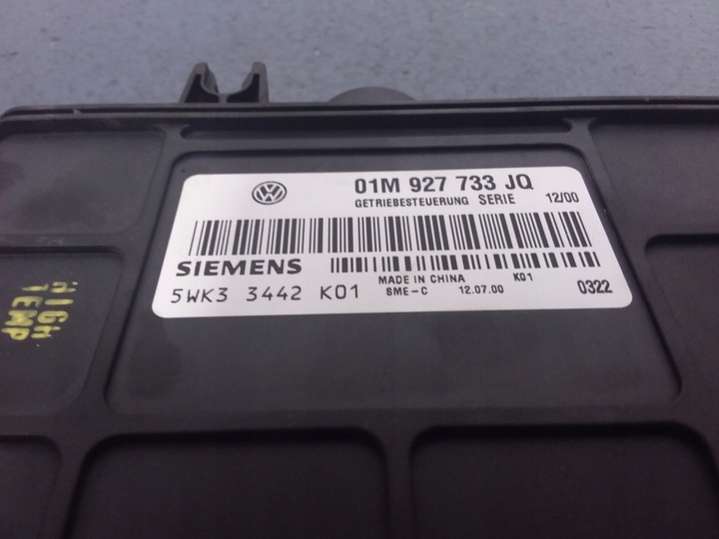 01M 927 733 JQ
GETRIEBESTEUERUNG SERIE 12/00
SIEMENS
MADE IN CHINA K01
5WK3 3442 K01 SME-C 12.07.00 0322
HIGH
TEMP